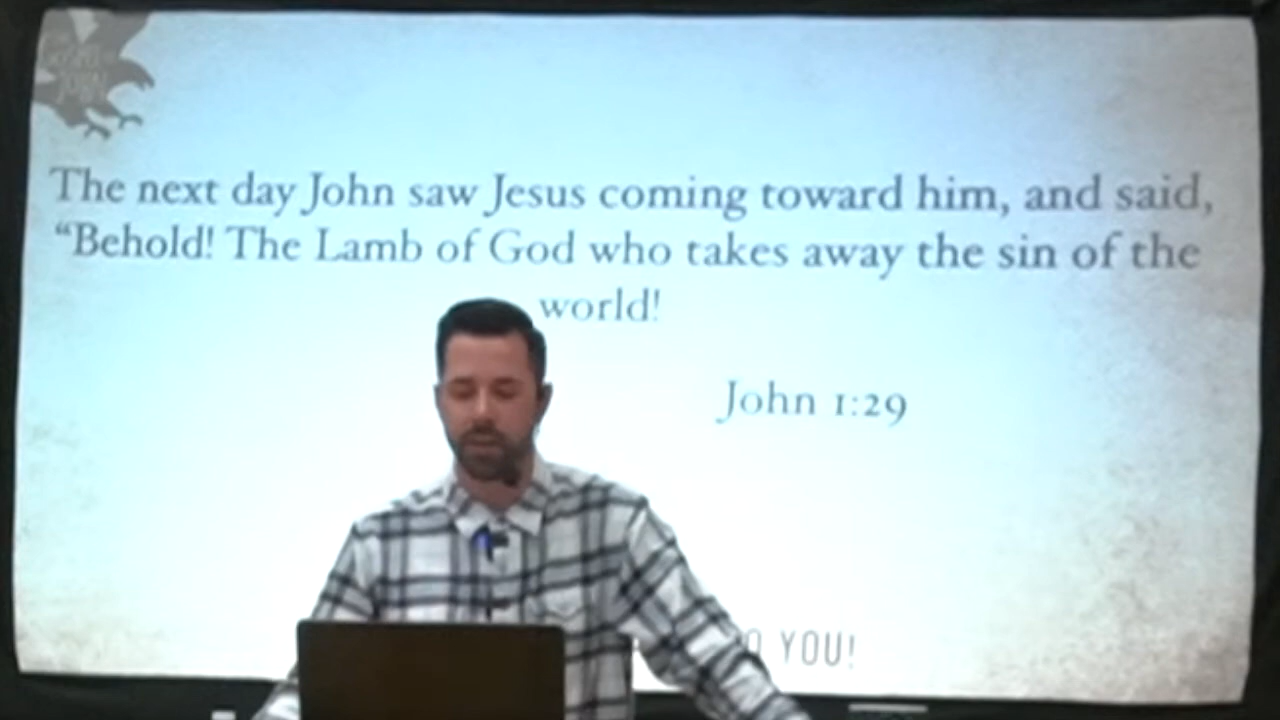 The next day John saw Jesus coming toward him, and said,
“Behold! The Lamb of God who takes away the sin of the
world!
John 1:29
YOU!